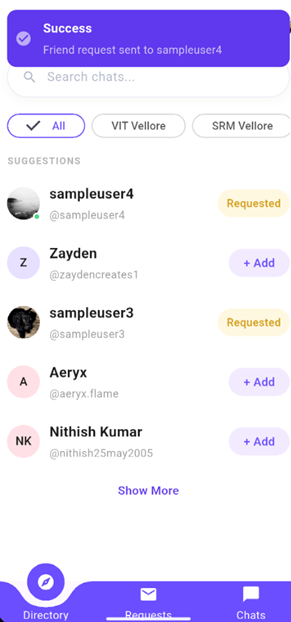 Success
Friend request sent to sampleuser4
Search chats...
All
VIT Vellore
SRM Vellore
SUGGESTIONS
sampleuser4
@sampleuser4
Requested
Z
Zayden
@zaydencreates1
+ Add
sampleuser3
@sampleuser3
Requested
A
Aeryx
@aeryx.flame
+ Add
NK
Nithish Kumar
@nithish25may2005
+ Add
Show More
Directory
Requests
Chats